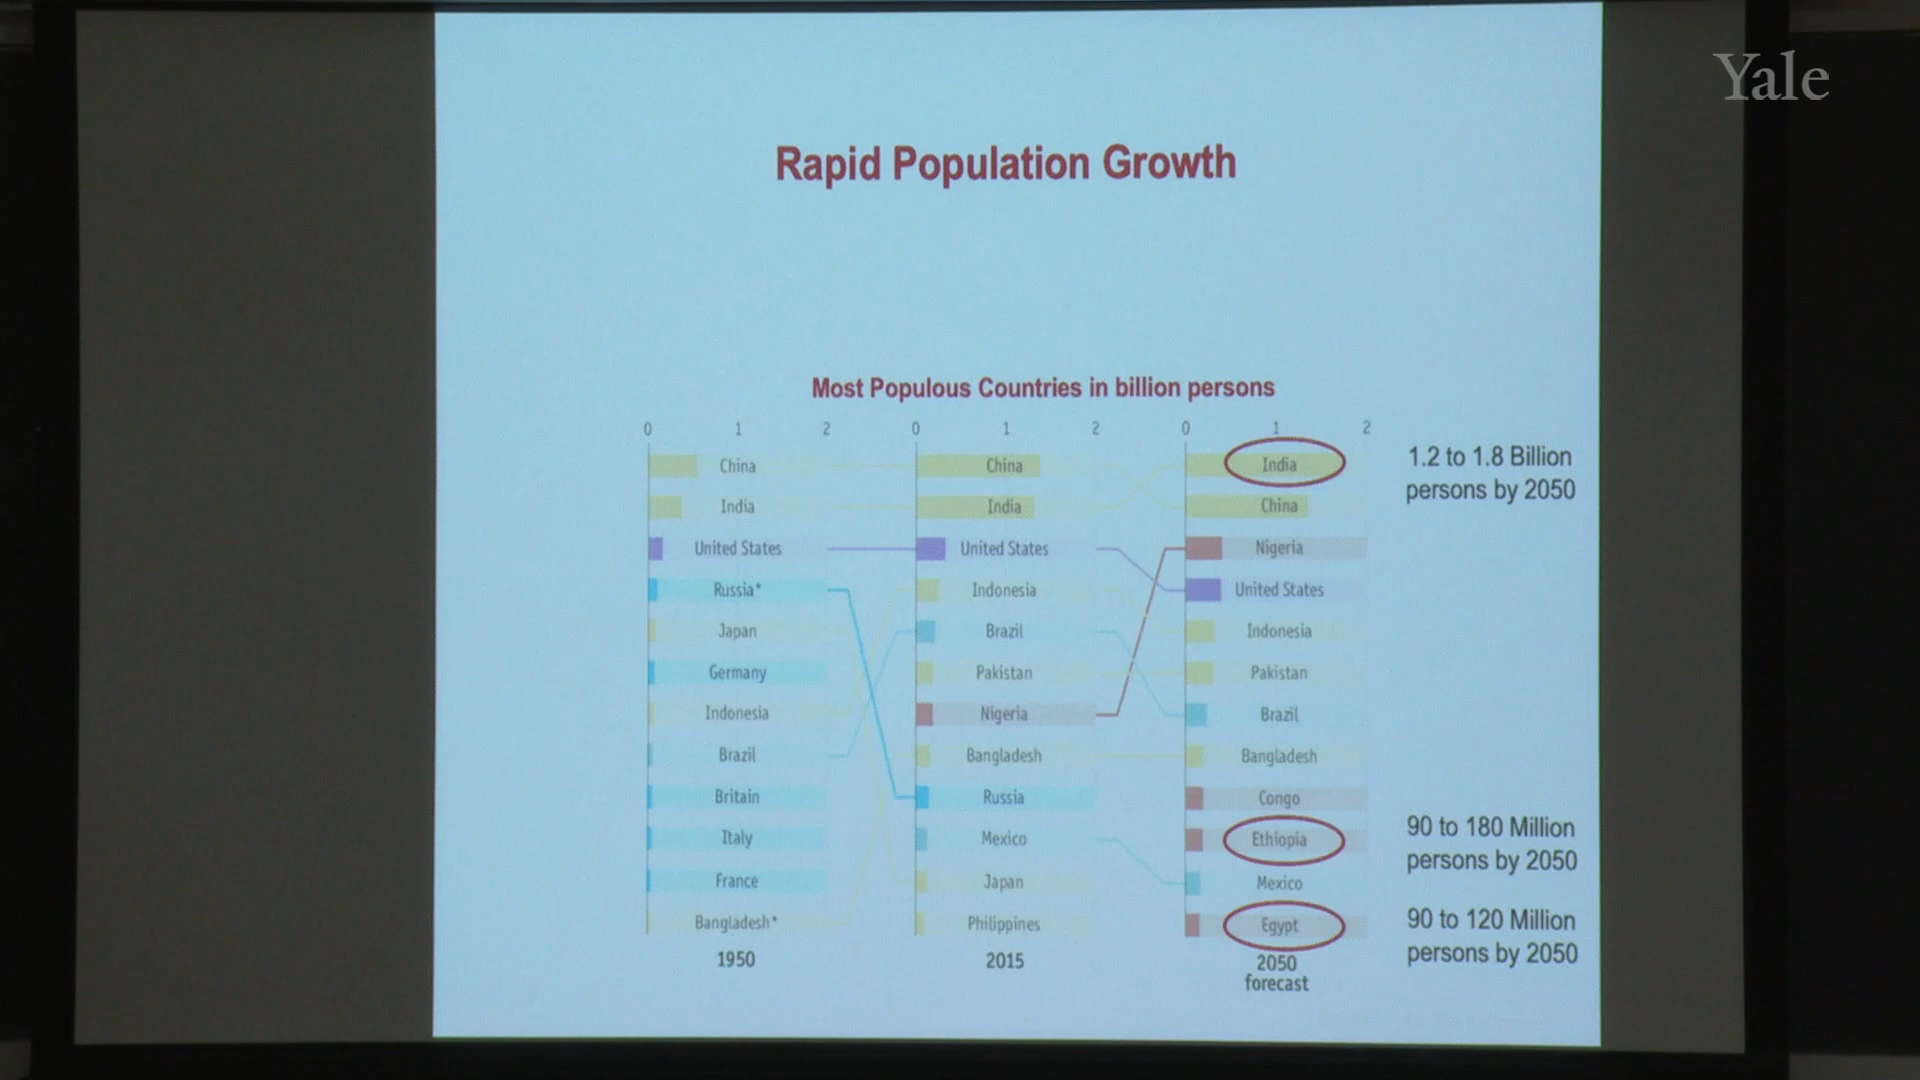 Yale
Rapid Population Growth
Most Populous Countries in billion persons
0 1 2 0 1 2 0 1 2
China China India
India India China
United States United States Nigeria
Russia* Indonesia United States
Japan Brazil Indonesia
Germany Pakistan Pakistan
Indonesia Nigeria Brazil
Brazil Bangladesh Bangladesh
Britain Russia Congo
Italy Mexico Ethiopia
France Japan Mexico
Bangladesh* Philippines Egypt
1950 2015 2050
forecast
1.2 to 1.8 Billion
persons by 2050
90 to 180 Million
persons by 2050
90 to 120 Million
persons by 2050